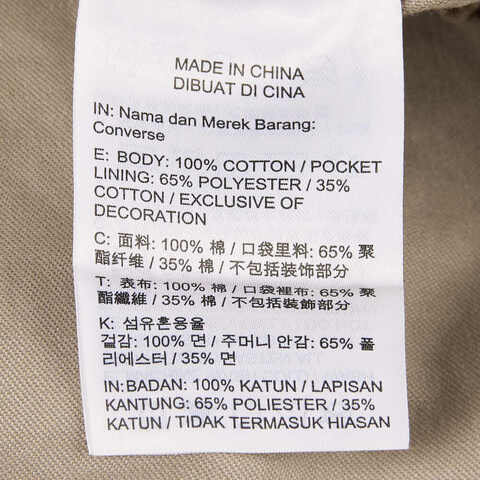 MADE IN CHINA
DIBUAT DI CINA
IN: Nama dan Merek Barang:
Converse
E: BODY: 100% COTTON / POCKET
LINING: 65% POLYESTER / 35%
COTTON / EXCLUSIVE OF
DECORATION
C: 面料: 100% 棉 / 口袋里料: 65% 聚
酯纤维 / 35% 棉 / 不包括装饰部分
T: 表布: 100% 棉 / 口袋裡布: 65% 聚
酯纖維 / 35% 棉 / 不包括裝飾部分
K: 섬유혼용율
겉감: 100% 면 / 주머니 안감: 65% 폴
리에스터 / 35% 면
IN: BADAN: 100% KATUN / LAPISAN
KANTUNG: 65% POLIESTER / 35%
KATUN / TIDAK TERMASUK HIASAN